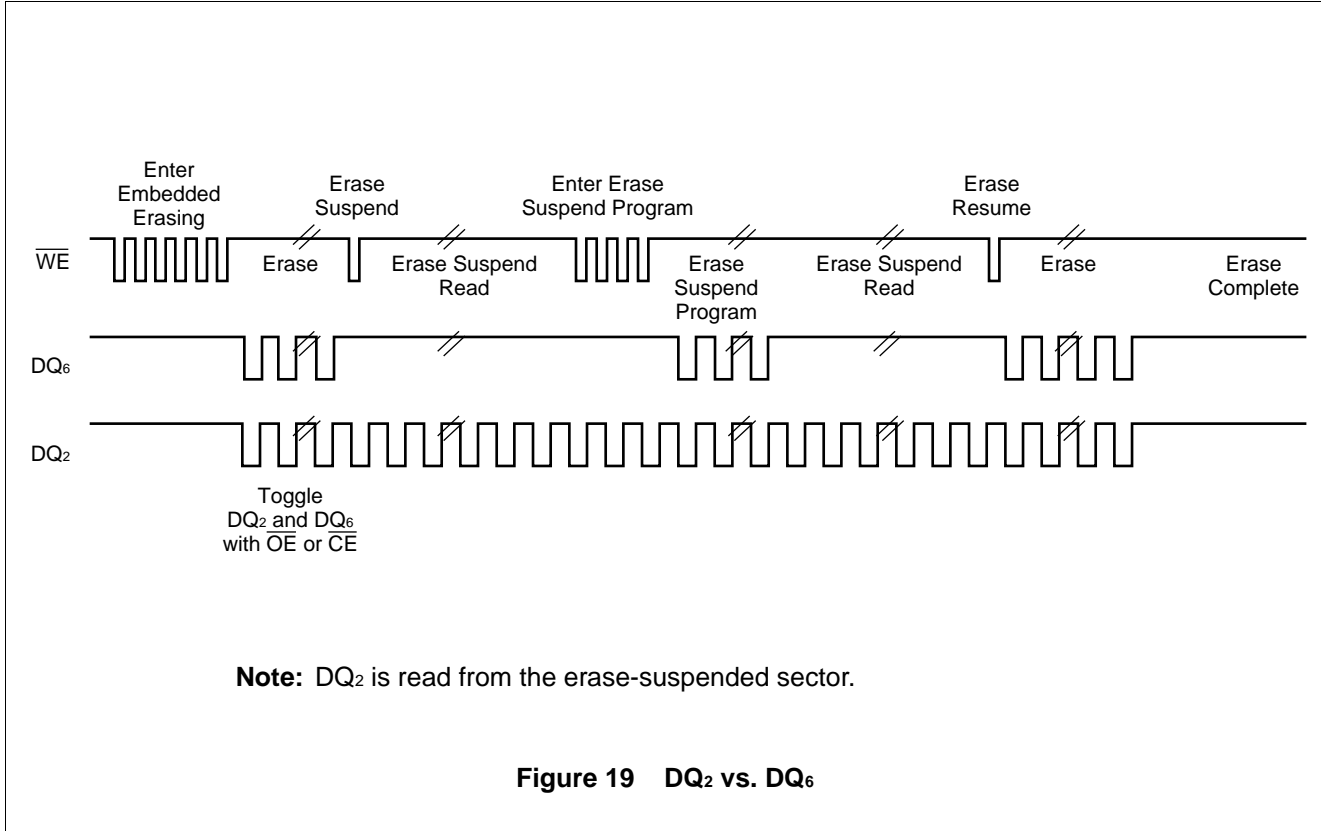 Enter
Embedded
Erasing
Erase
Suspend
Enter Erase
Suspend Program
Erase
Resume
WE
Erase
Erase Suspend
Read
Erase
Suspend
Program
Erase Suspend
Read
Erase
Erase
Complete
DQ6
DQ2
Toggle
DQ2 and DQ6
with OE or CE
Note: DQ2 is read from the erase-suspended sector.
Figure 19 DQ2 vs. DQ6